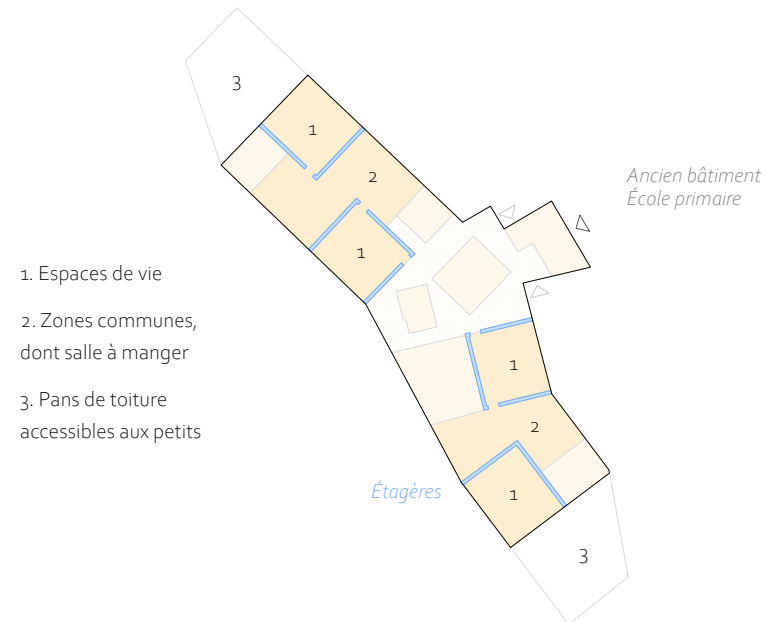 3
1
2
1
Ancien bâtiment
École primaire
1. Espaces de vie
2. Zones communes,
dont salle à manger
3. Pans de toiture
accessibles aux petits
1
2
Étagères
1
3